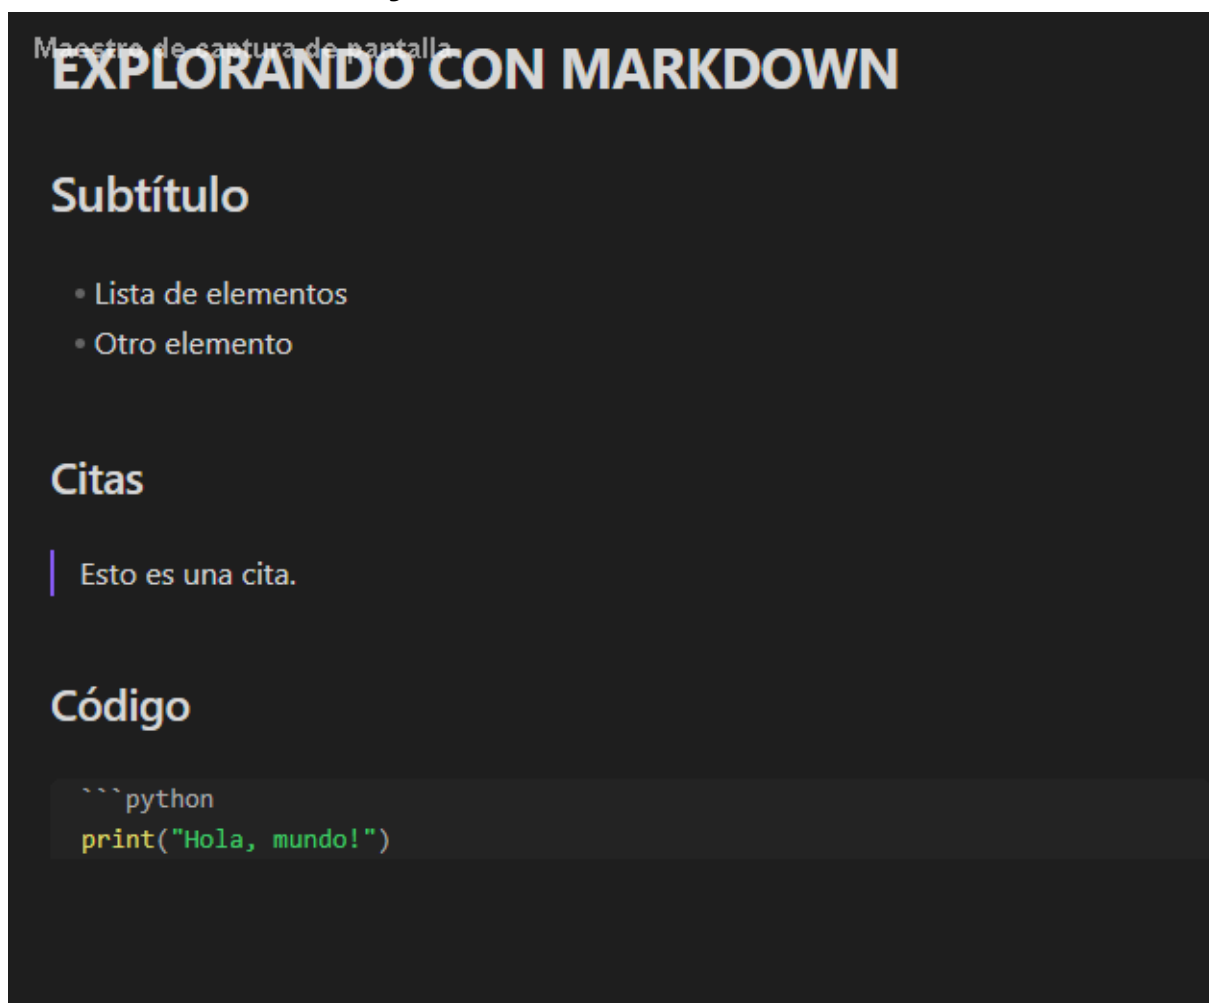 Maestro de captura de pantalla
EXPLORANDO CON MARKDOWN
Subtítulo
• Lista de elementos
• Otro elemento
Citas
Esto es una cita.
Código
```python
print("Hola, mundo!")